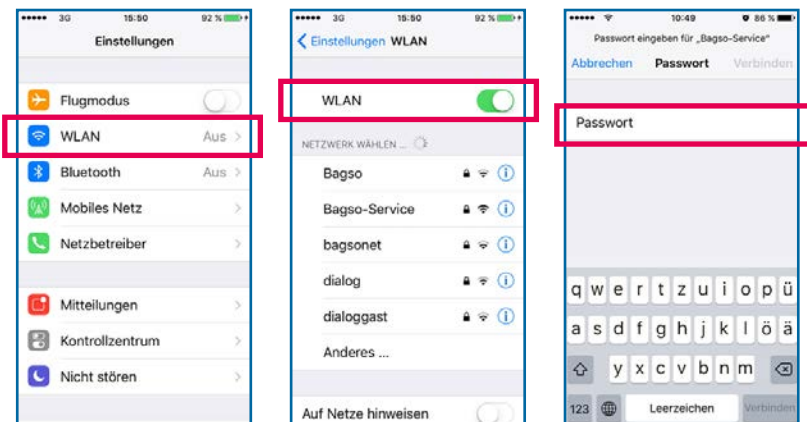 3G 15:50 92 %
Einstellungen
Flugmodus
WLAN Aus
Bluetooth Aus
Mobiles Netz
Netzbetreiber
Mitteilungen
Kontrollzentrum
Nicht stören
3G 15:50 92 %
Einstellungen WLAN
WLAN
NETZWERK WÄHLEN ...
Bagso
Bagso-Service
bagsonet
dialog
dialoggast
Anderes ...
Auf Netze hinweisen
10:49 86 %
Passwort eingeben für „Bagso-Service“
Abbrechen Passwort Verbinden
Passwort
q w e r t z u i o p ü
a s d f g h j k l ö ä
y x c v b n m
123 Leerzeichen Verbinden